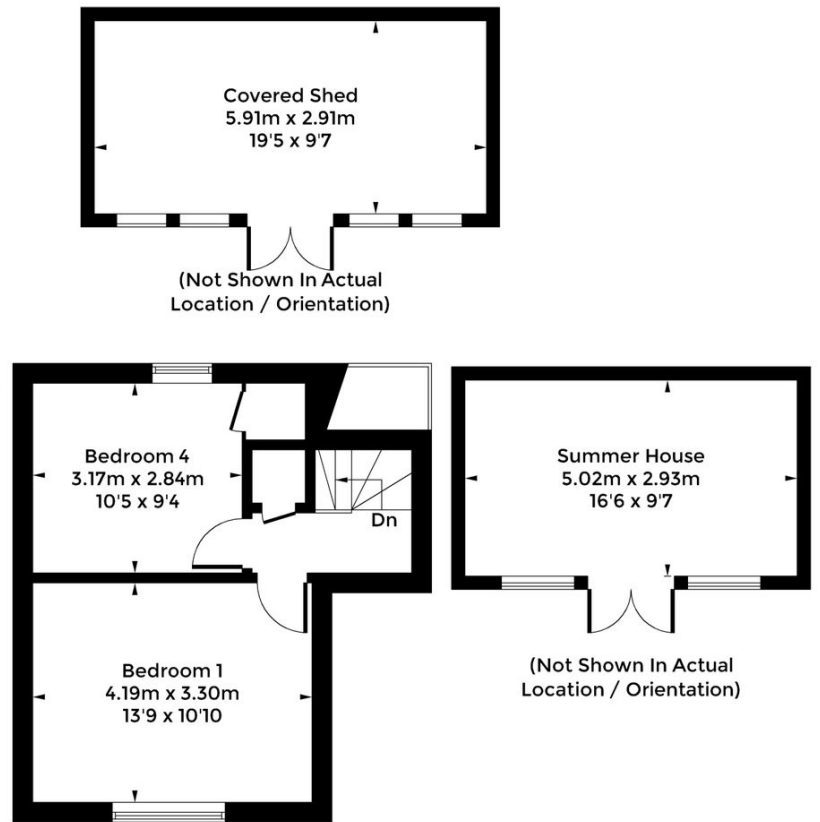 Covered Shed
5.91m x 2.91m
19'5 x 9'7
(Not Shown In Actual
Location / Orientation)
Bedroom 4
3.17m x 2.84m
10'5 x 9'4
Dn
Summer House
5.02m x 2.93m
16'6 x 9'7
(Not Shown In Actual
Location / Orientation)
Bedroom 1
4.19m x 3.30m
13'9 x 10'10